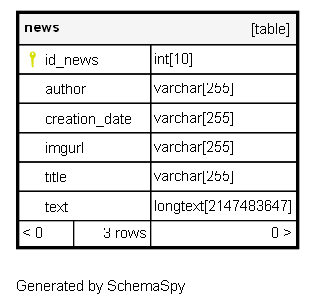 news [table]
id_news int[10]
author varchar[255]
creation_date varchar[255]
imgurl varchar[255]
title varchar[255]
text longtext[2147483647]
< 0 3 rows 0 >
Generated by SchemaSpy